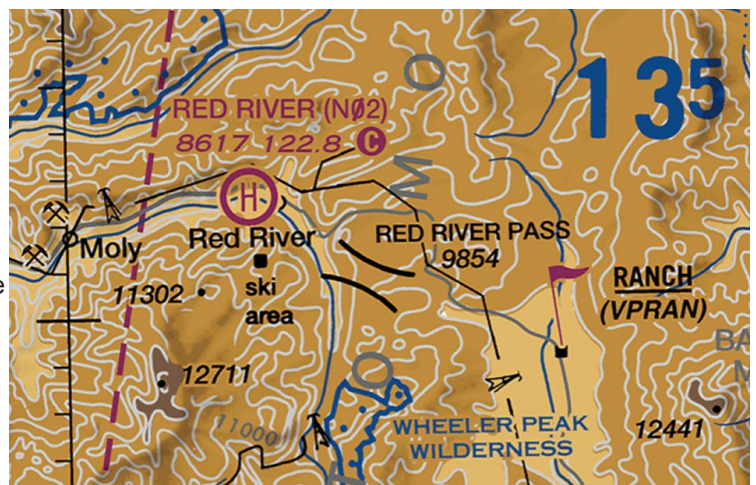 O
135
RED RIVER (NØ2)
8617 122.8 C
M
H
Moly
Red River
RED RIVER PASS
9854
RANCH
(VPRAN)
11302
ski
area
12711
O
11000
12441
WHEELER PEAK
WILDERNESS
BA
M
e